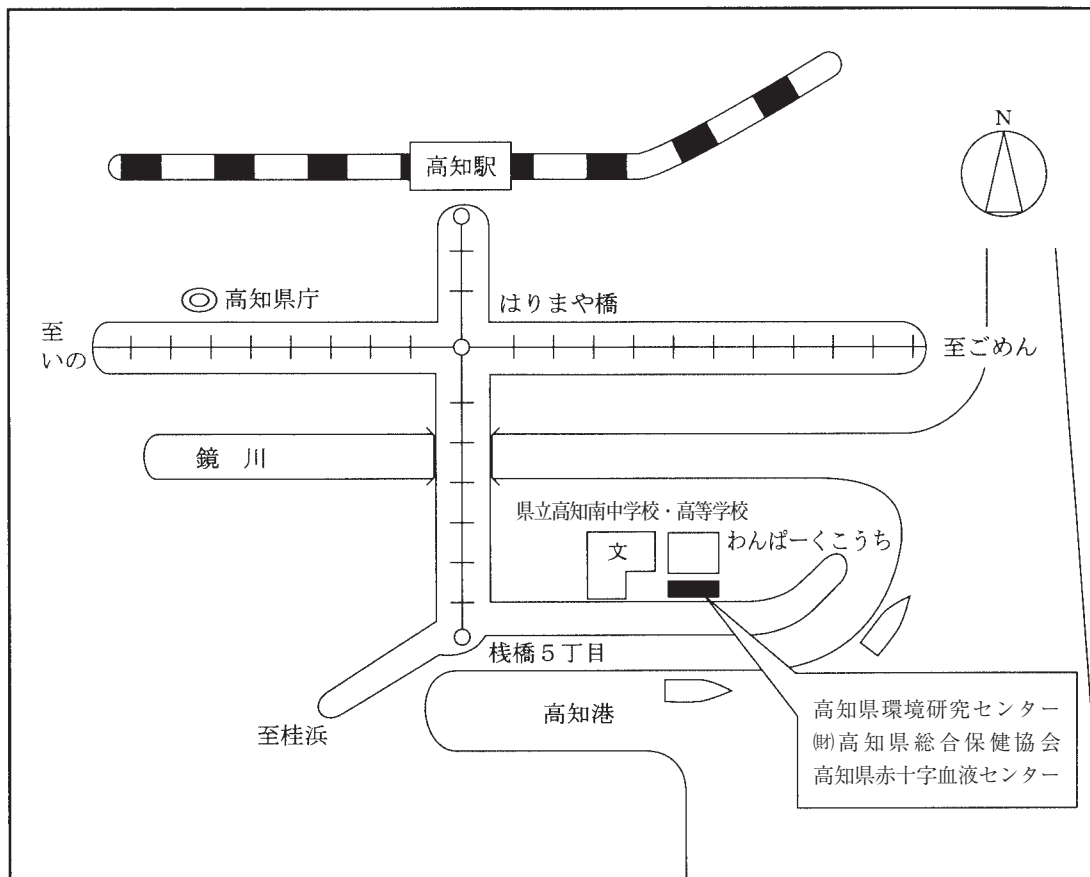 高知駅
N
高知県庁
はりまや橋
至
いの
至ごめん
鏡川
県立高知南中学校・高等学校
文
わんぱーくこうち
桟橋5丁目
高知港
至桂浜
高知県環境研究センター
㈶高知県総合保健協会
高知県赤十字血液センター